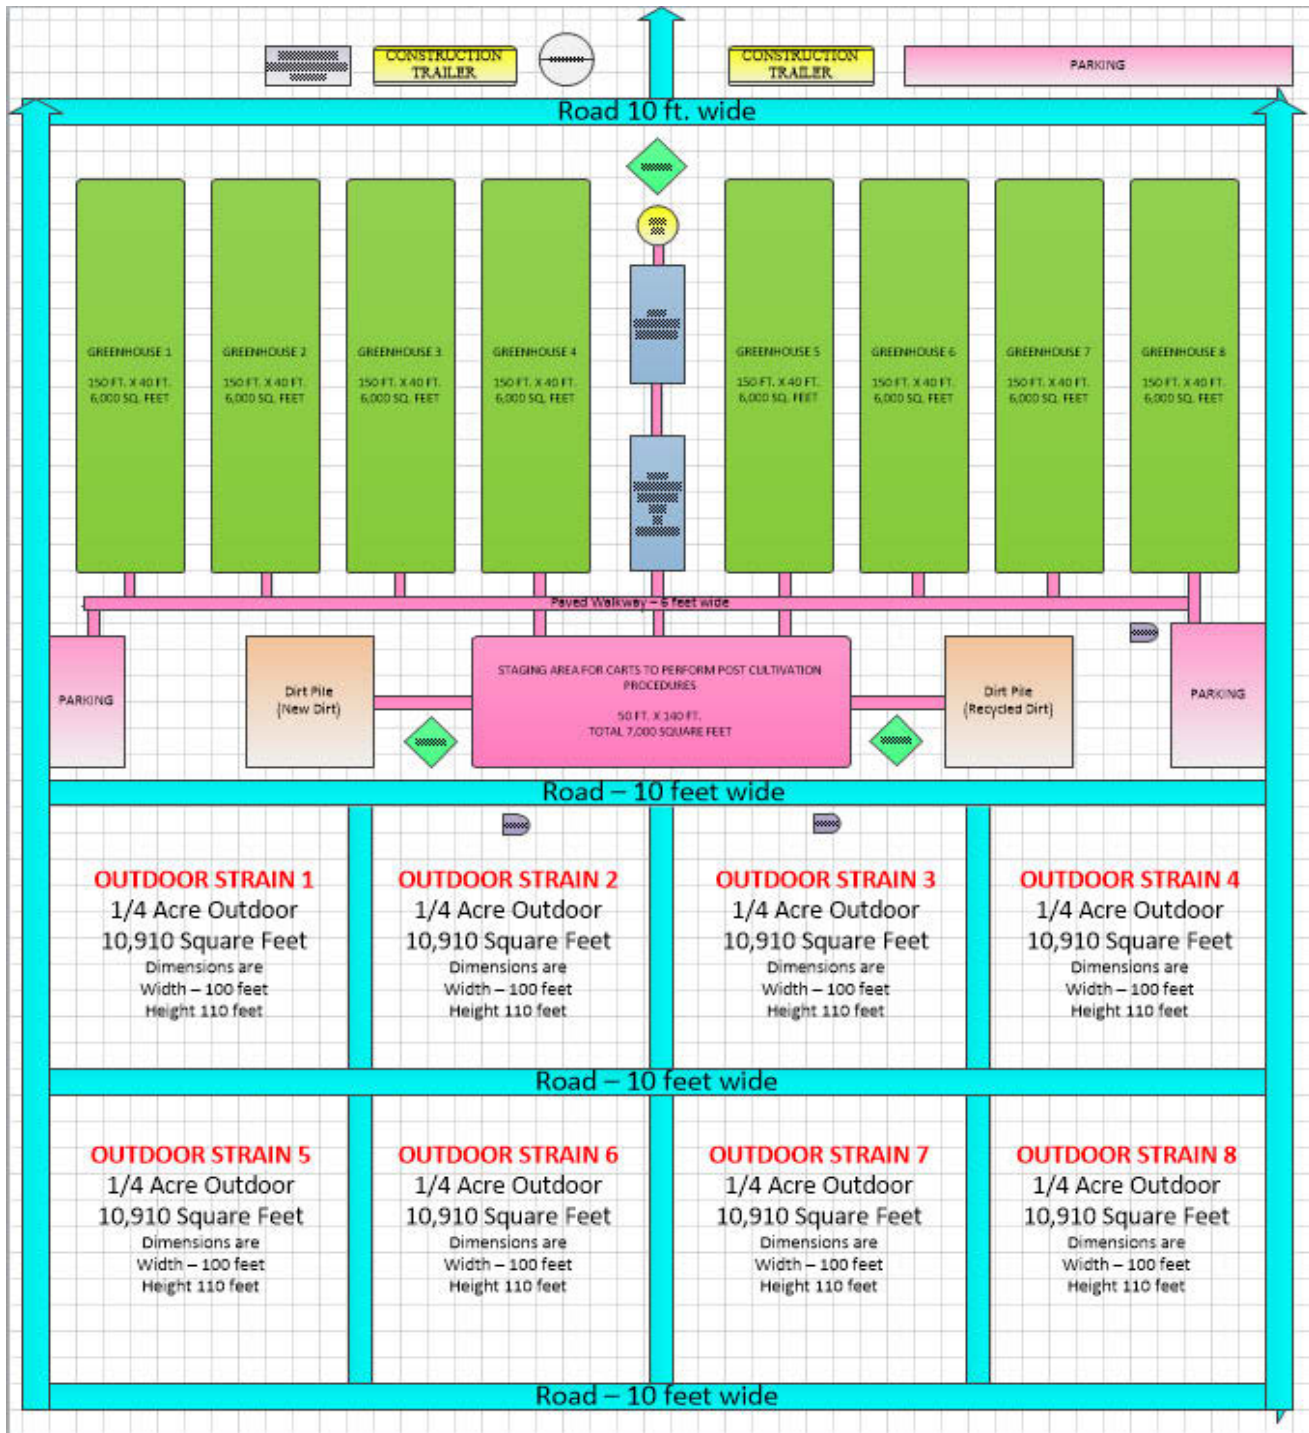 CONSTRUCTION
TRAILER
CONSTRUCTION
TRAILER
PARKING
Road 10 ft. wide
GREENHOUSE 1
150 FT. X 40 FT.
6,000 SQ. FEET
GREENHOUSE 2
150 FT. X 40 FT.
6,000 SQ. FEET
GREENHOUSE 3
150 FT. X 40 FT.
6,000 SQ. FEET
GREENHOUSE 4
150 FT. X 40 FT.
6,000 SQ. FEET
GREENHOUSE 5
150 FT. X 40 FT.
6,000 SQ. FEET
GREENHOUSE 6
150 FT. X 40 FT.
6,000 SQ. FEET
GREENHOUSE 7
150 FT. X 40 FT.
6,000 SQ. FEET
GREENHOUSE 8
150 FT. X 40 FT.
6,000 SQ. FEET
Paved Walkway – 6 feet wide
PARKING
Dirt Pile
(New Dirt)
STAGING AREA FOR CARTS TO PERFORM POST CULTIVATION
PROCEDURES
50 FT. X 140 FT.
TOTAL 7,000 SQUARE FEET
Dirt Pile
(Recycled Dirt)
PARKING
Road – 10 feet wide
OUTDOOR STRAIN 1
1/4 Acre Outdoor
10,910 Square Feet
Dimensions are
Width – 100 feet
Height 110 feet
OUTDOOR STRAIN 2
1/4 Acre Outdoor
10,910 Square Feet
Dimensions are
Width – 100 feet
Height 110 feet
OUTDOOR STRAIN 3
1/4 Acre Outdoor
10,910 Square Feet
Dimensions are
Width – 100 feet
Height 110 feet
OUTDOOR STRAIN 4
1/4 Acre Outdoor
10,910 Square Feet
Dimensions are
Width – 100 feet
Height 110 feet
Road – 10 feet wide
OUTDOOR STRAIN 5
1/4 Acre Outdoor
10,910 Square Feet
Dimensions are
Width – 100 feet
Height 110 feet
OUTDOOR STRAIN 6
1/4 Acre Outdoor
10,910 Square Feet
Dimensions are
Width – 100 feet
Height 110 feet
OUTDOOR STRAIN 7
1/4 Acre Outdoor
10,910 Square Feet
Dimensions are
Width – 100 feet
Height 110 feet
OUTDOOR STRAIN 8
1/4 Acre Outdoor
10,910 Square Feet
Dimensions are
Width – 100 feet
Height 110 feet
Road – 10 feet wide